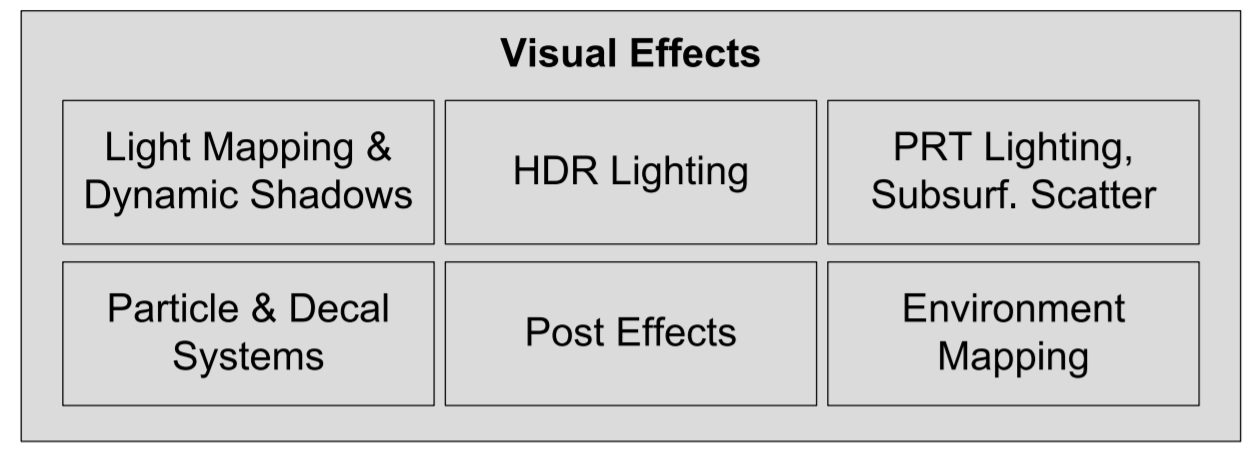 Visual Effects
Light Mapping &
Dynamic Shadows
HDR Lighting
PRT Lighting,
Subsurf. Scatter
Particle & Decal
Systems
Post Effects
Environment
Mapping